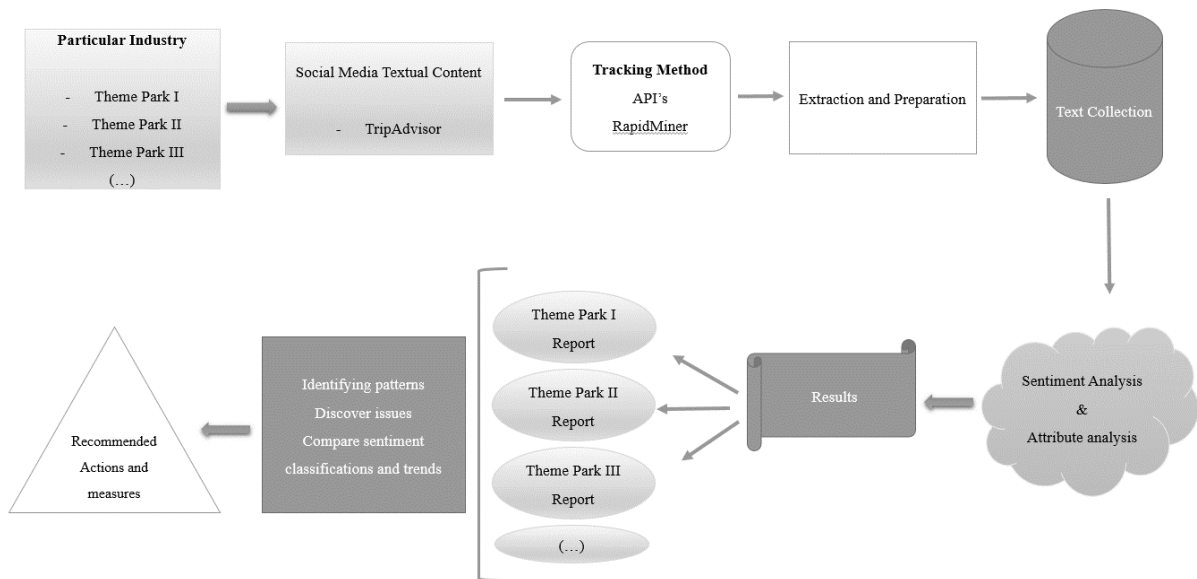 Particular Industry
- Theme Park I
- Theme Park II
- Theme Park III
(…)
Social Media Textual Content
- TripAdvisor
Tracking Method
API's
RapidMiner
Extraction and Preparation
Text Collection
Sentiment Analysis
&
Attribute analysis
Results
Theme Park I
Report
Theme Park II
Report
Theme Park III
Report
(…)
Identifying patterns
Discover issues
Compare sentiment
classifications and trends
Recommended
Actions and
measures